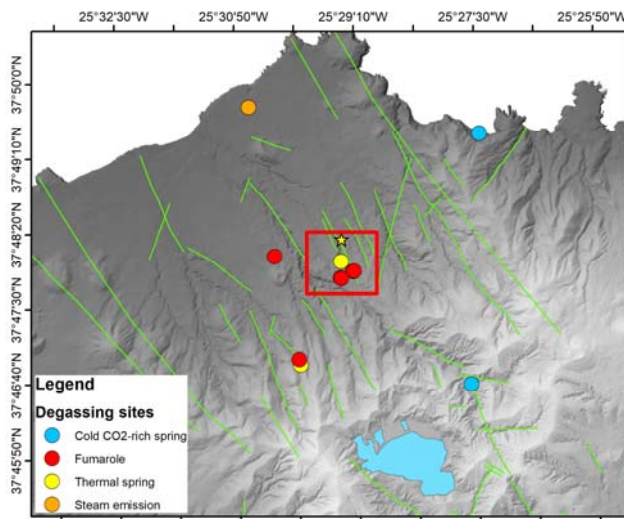 25°32'30"W 25°30'50"W 25°29'10"W 25°27'30"W 25°25'50"W
37°50'0"N
37°49'10"N
37°48'20"N
37°47'30"N
37°46'40"N
37°45'50"N
Legend
Degassing sites
Cold CO2-rich spring
Fumarole
Thermal spring
Steam emission